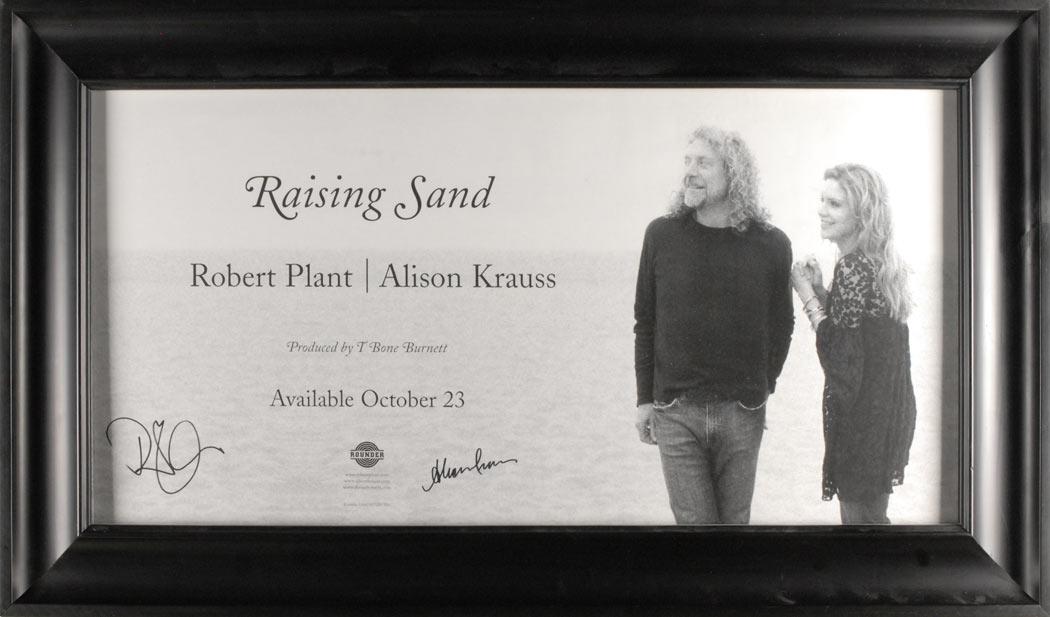 Raising Sand
Robert Plant | Alison Krauss
Produced by T Bone Burnett
Available October 23
ROUNDER